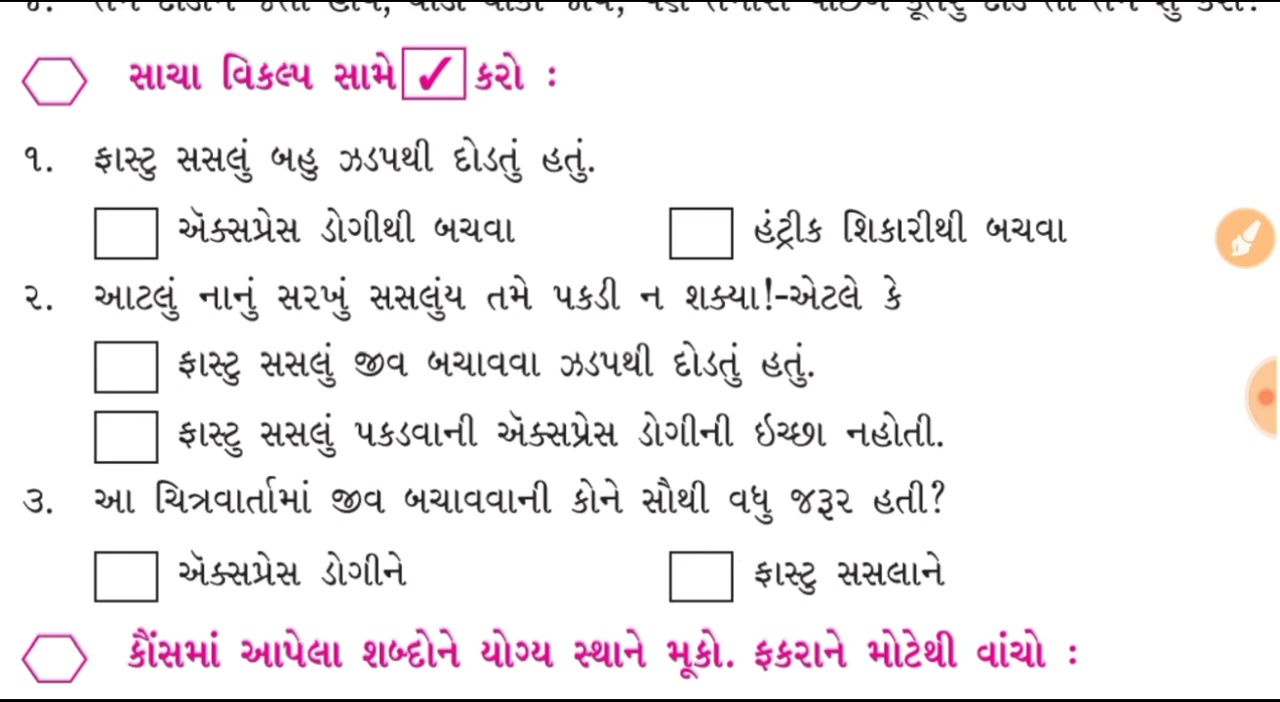 સાચા વિકલ્પ સામે ✓ કરો :
૧. ફાસ્ટુ સસલું બહુ ઝડપથી દોડતું હતું.
ઍક્સપ્રેસ ડોગીથી બચવા હંટ્રીક શિકારીથી બચવા
૨. આટલું નાનું સરખું સસલુંય તમે પકડી ન શક્યા!-એટલે કે
ફાસ્ટુ સસલું જીવ બચાવવા ઝડપથી દોડતું હતું.
ફાસ્ટુ સસલું પકડવાની ઍક્સપ્રેસ ડોગીની ઇચ્છા નહોતી.
૩. આ ચિત્રવાર્તામાં જીવ બચાવવાની કોને સૌથી વધુ જરૂર હતી?
ઍક્સપ્રેસ ડોગીને ફાસ્ટુ સસલાને
કૌંસમાં આપેલા શબ્દોને યોગ્ય સ્થાને મૂકો. ફકરાને મોટેથી વાંચો :